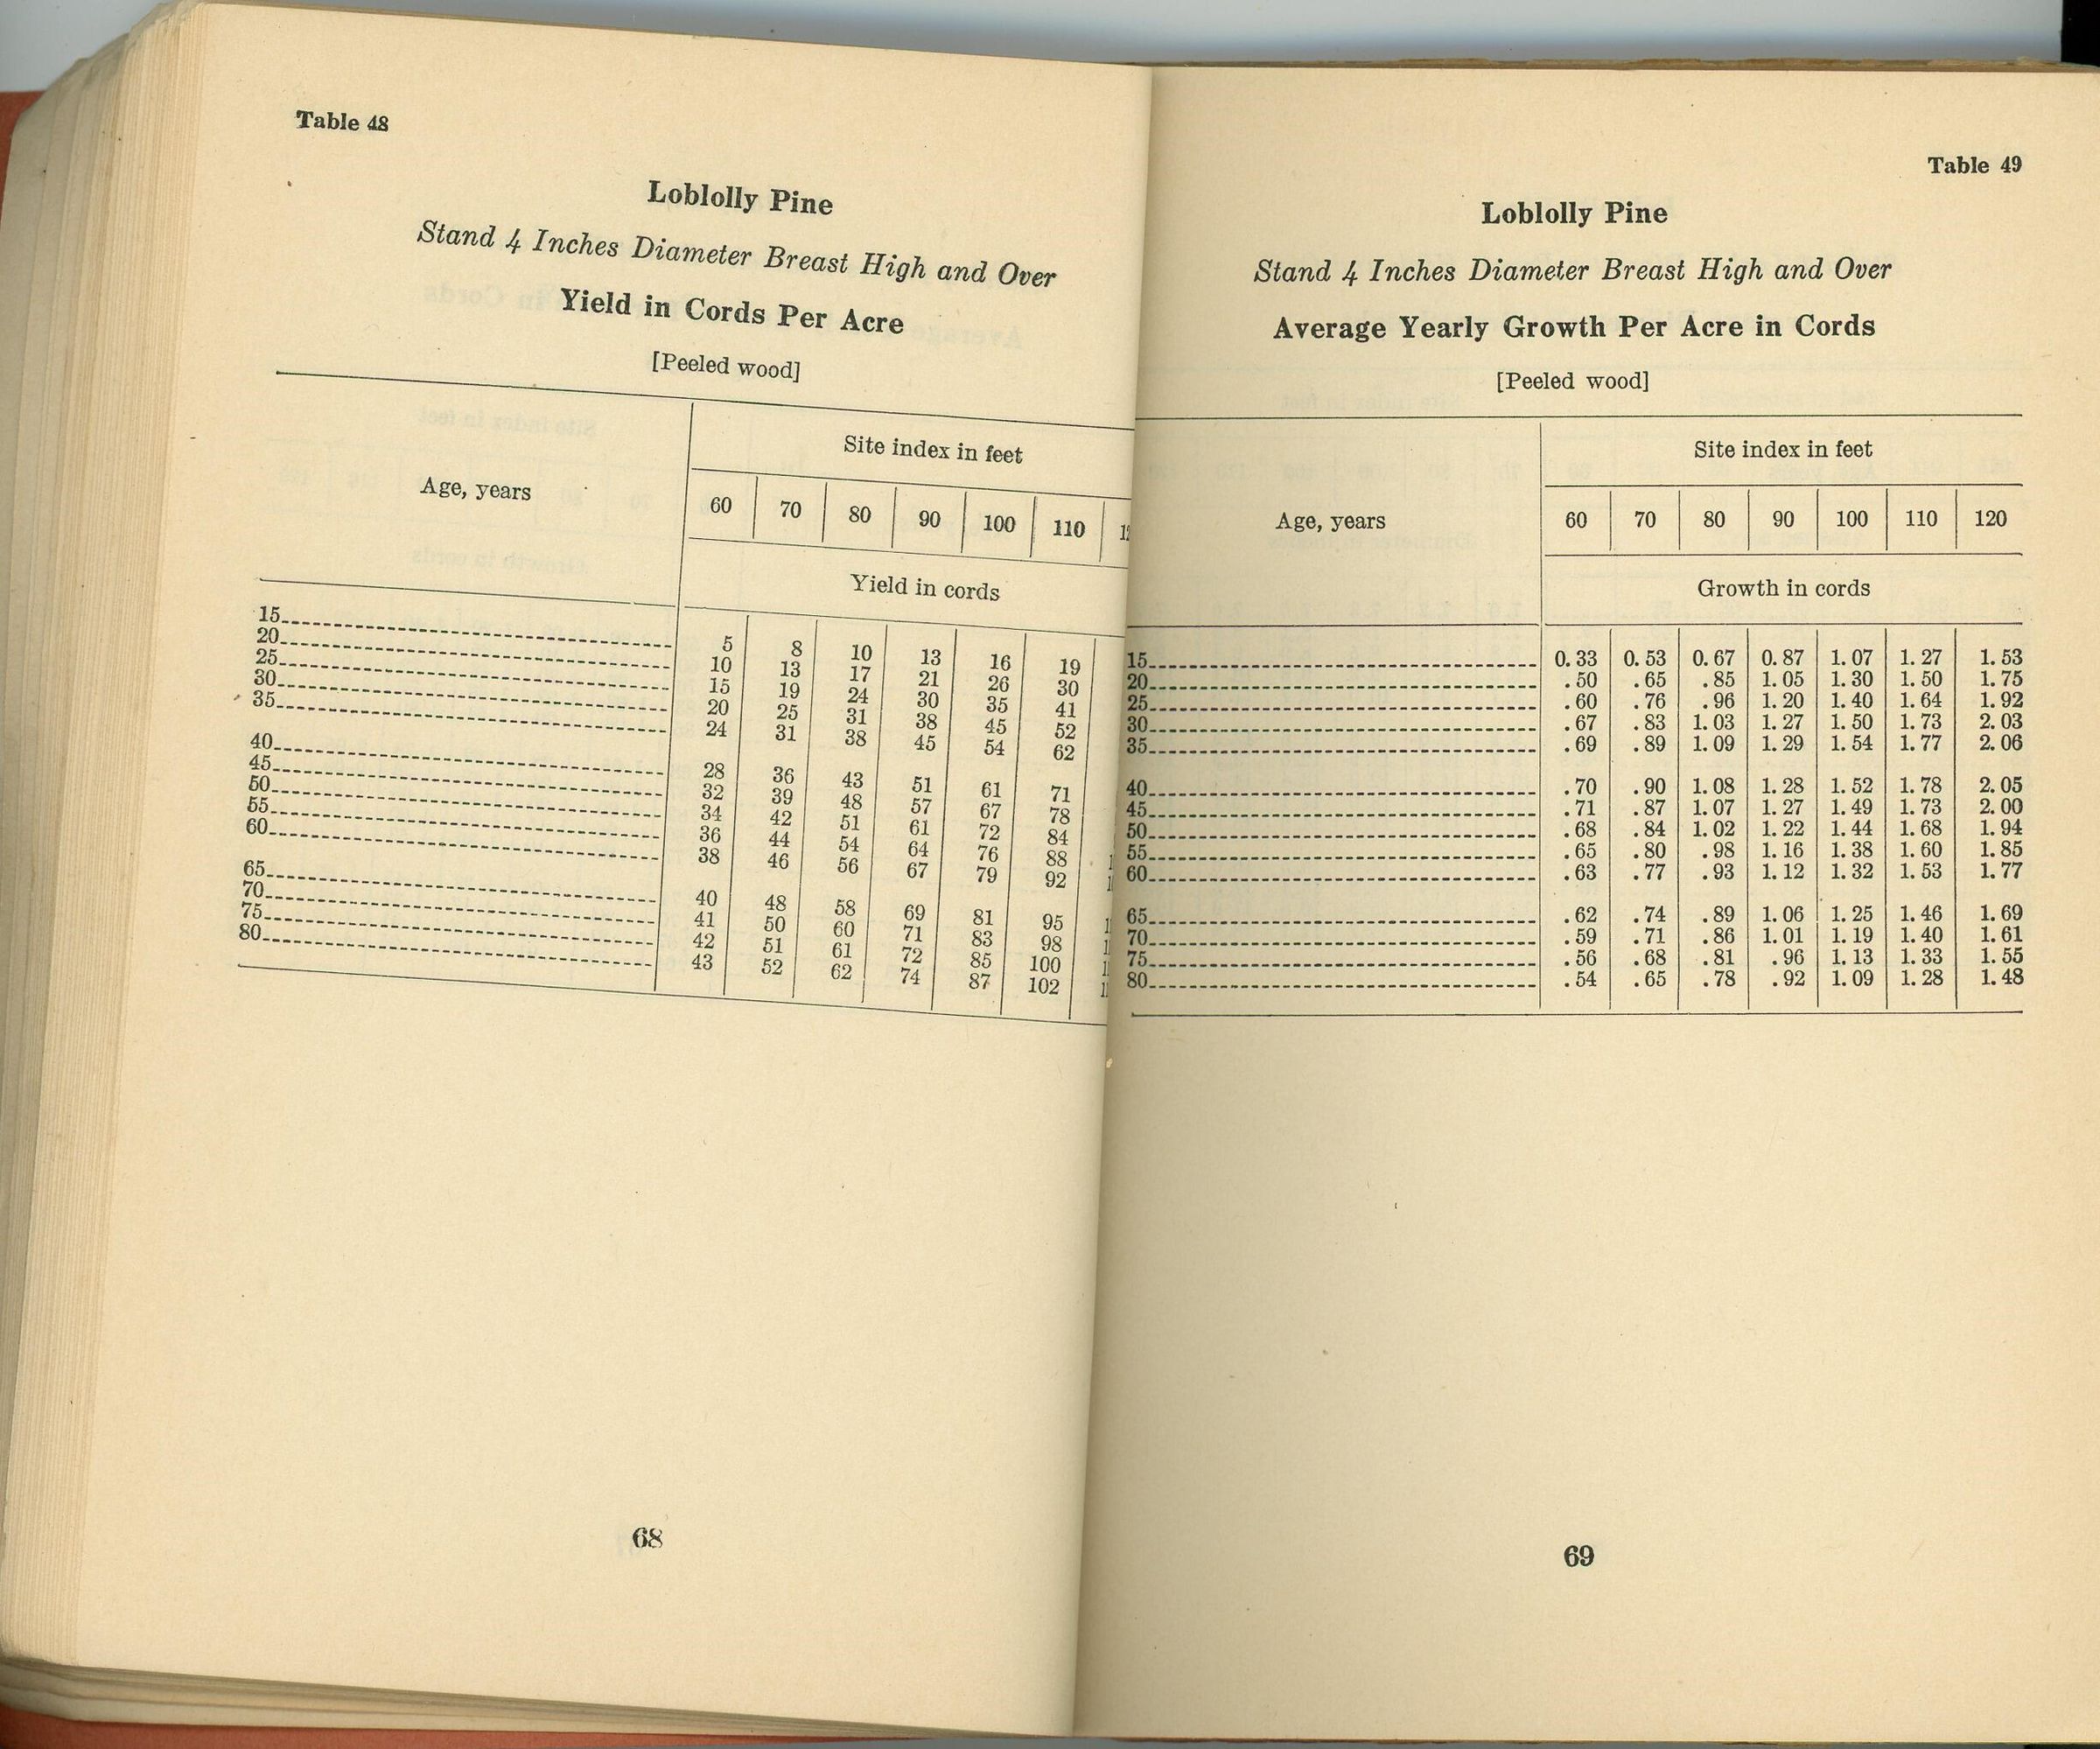 Table 48
Loblolly Pine
Stand 4 Inches Diameter Breast High and Over
Yield in Cords Per Acre
[Peeled wood]
Age, years
Site index in feet
60 70 80 90 100 110
Yield in cords
15 5 8 10 13 16 19
20 10 13 17 21 26 30
25 15 19 24 30 35 41
30 20 25 31 38 45 52
35 24 31 38 45 54 62
40 28 36 43 51 61 71
45 32 39 48 57 67 78
50 34 42 51 61 72 84
55 36 44 54 64 76 88
60 38 46 56 67 79 92
65 40 48 58 69 81 95
70 41 50 60 71 83 98
75 42 51 61 72 85 100
80 43 52 62 74 87 102
68
Table 49
Loblolly Pine
Stand 4 Inches Diameter Breast High and Over
Average Yearly Growth Per Acre in Cords
[Peeled wood]
Age, years
Site index in feet
60 70 80 90 100 110 120
Growth in cords
15 0.33 0.53 0.67 0.87 1.07 1.27 1.53
20 .50 .65 .85 1.05 1.30 1.50 1.75
25 .60 .76 .96 1.20 1.40 1.64 1.92
30 .67 .83 1.03 1.27 1.50 1.73 2.03
35 .69 .89 1.09 1.29 1.54 1.77 2.06
40 .70 .90 1.08 1.28 1.52 1.78 2.05
45 .71 .87 1.07 1.27 1.49 1.73 2.00
50 .68 .84 1.02 1.22 1.44 1.68 1.94
55 .65 .80 .98 1.16 1.38 1.60 1.85
60 .63 .77 .93 1.12 1.32 1.53 1.77
65 .62 .74 .89 1.06 1.25 1.46 1.69
70 .59 .71 .86 1.01 1.19 1.40 1.61
75 .56 .68 .81 .96 1.13 1.33 1.55
80 .54 .65 .78 .92 1.09 1.28 1.48
69